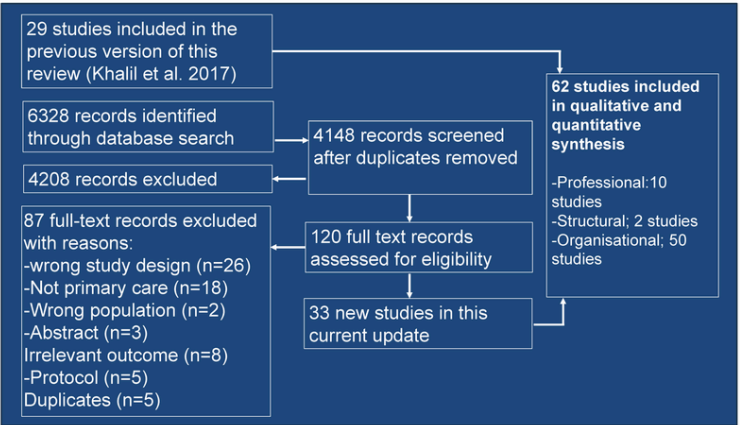 29 studies included in the
previous version of this
review (Khalil et al. 2017)
6328 records identified
through database search
4148 records screened
after duplicates removed
4208 records excluded
87 full-text records excluded
with reasons:
-wrong study design (n=26)
-Not primary care (n=18)
-Wrong population (n=2)
-Abstract (n=3)
Irrelevant outcome (n=8)
-Protocol (n=5)
Duplicates (n=5)
120 full text records
assessed for eligibility
33 new studies in this
current update
62 studies included
in qualitative and
quantitative
synthesis
-Professional:10
studies
-Structural; 2 studies
-Organisational; 50
studies